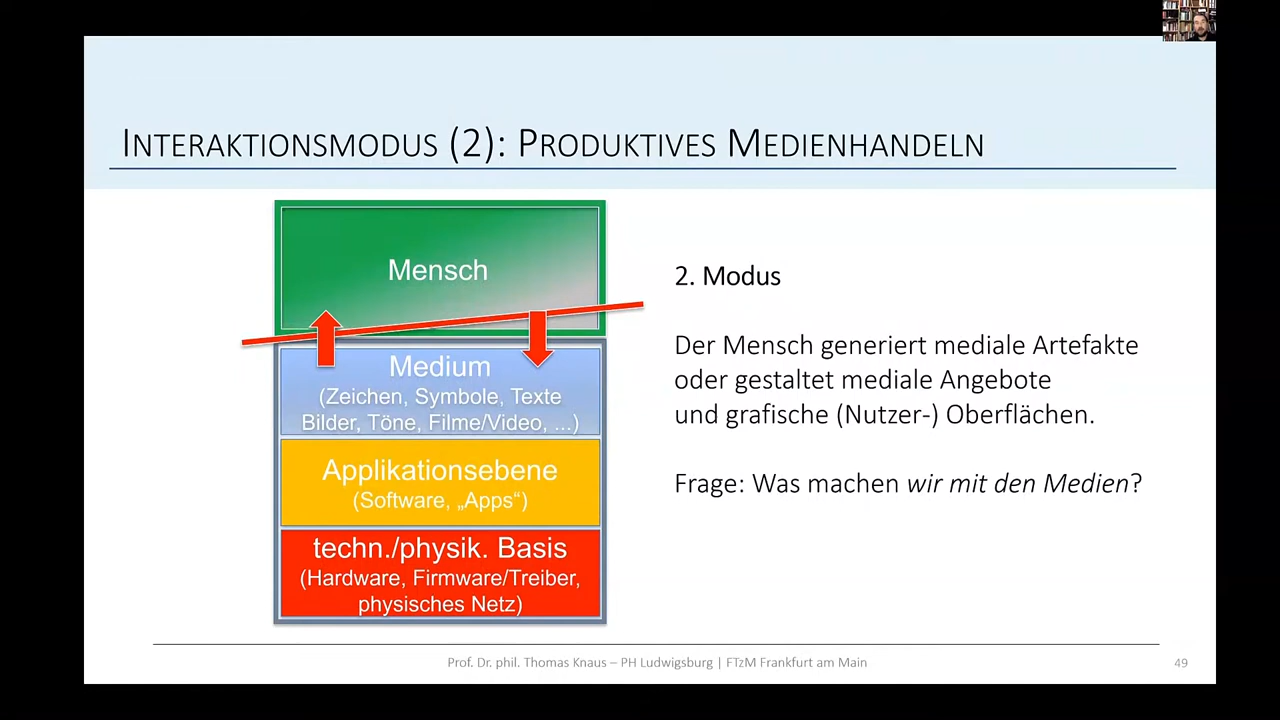 INTERAKTIONSMODUS (2): PRODUKTIVES MEDIENHANDELN
Mensch
Medium
(Zeichen, Symbole, Texte
Bilder, Töne, Filme/Video, ...)
Applikationsebene
(Software, „Apps“)
techn./physik. Basis
(Hardware, Firmware/Treiber,
physisches Netz)
2. Modus
Der Mensch generiert mediale Artefakte
oder gestaltet mediale Angebote
und grafische (Nutzer-) Oberflächen.
Frage: Was machen wir mit den Medien?
Prof. Dr. phil. Thomas Knaus – PH Ludwigsburg | FTzM Frankfurt am Main
49